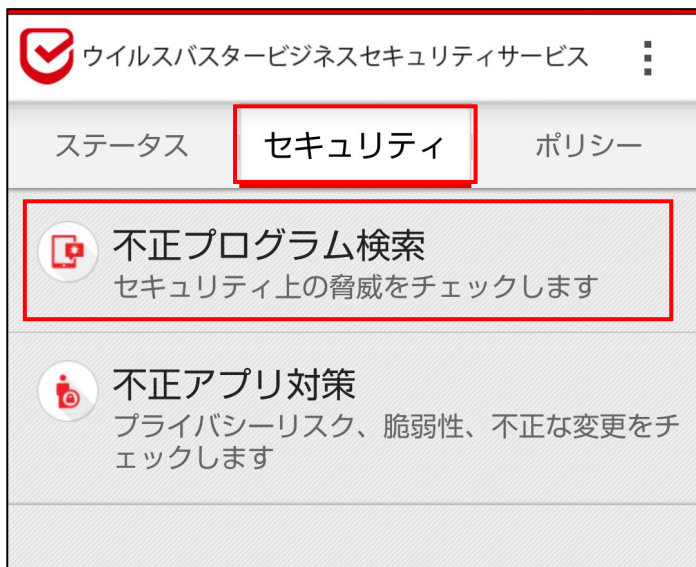 ウイルスバスタービジネスセキュリティサービス
ステータス セキュリティ ポリシー
不正プログラム検索
セキュリティ上の脅威をチェックします
不正アプリ対策
プライバシーリスク、脆弱性、不正な変更をチ
ェックします